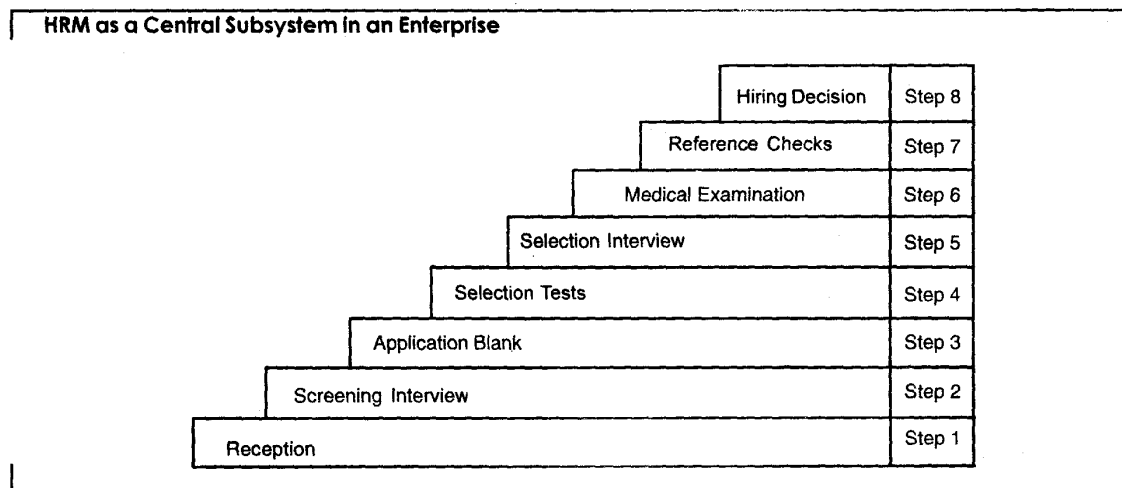 HRM as a Central Subsystem in an Enterprise
Hiring Decision Step 8
Reference Checks Step 7
Medical Examination Step 6
Selection Interview Step 5
Selection Tests Step 4
Application Blank Step 3
Screening Interview Step 2
Reception Step 1